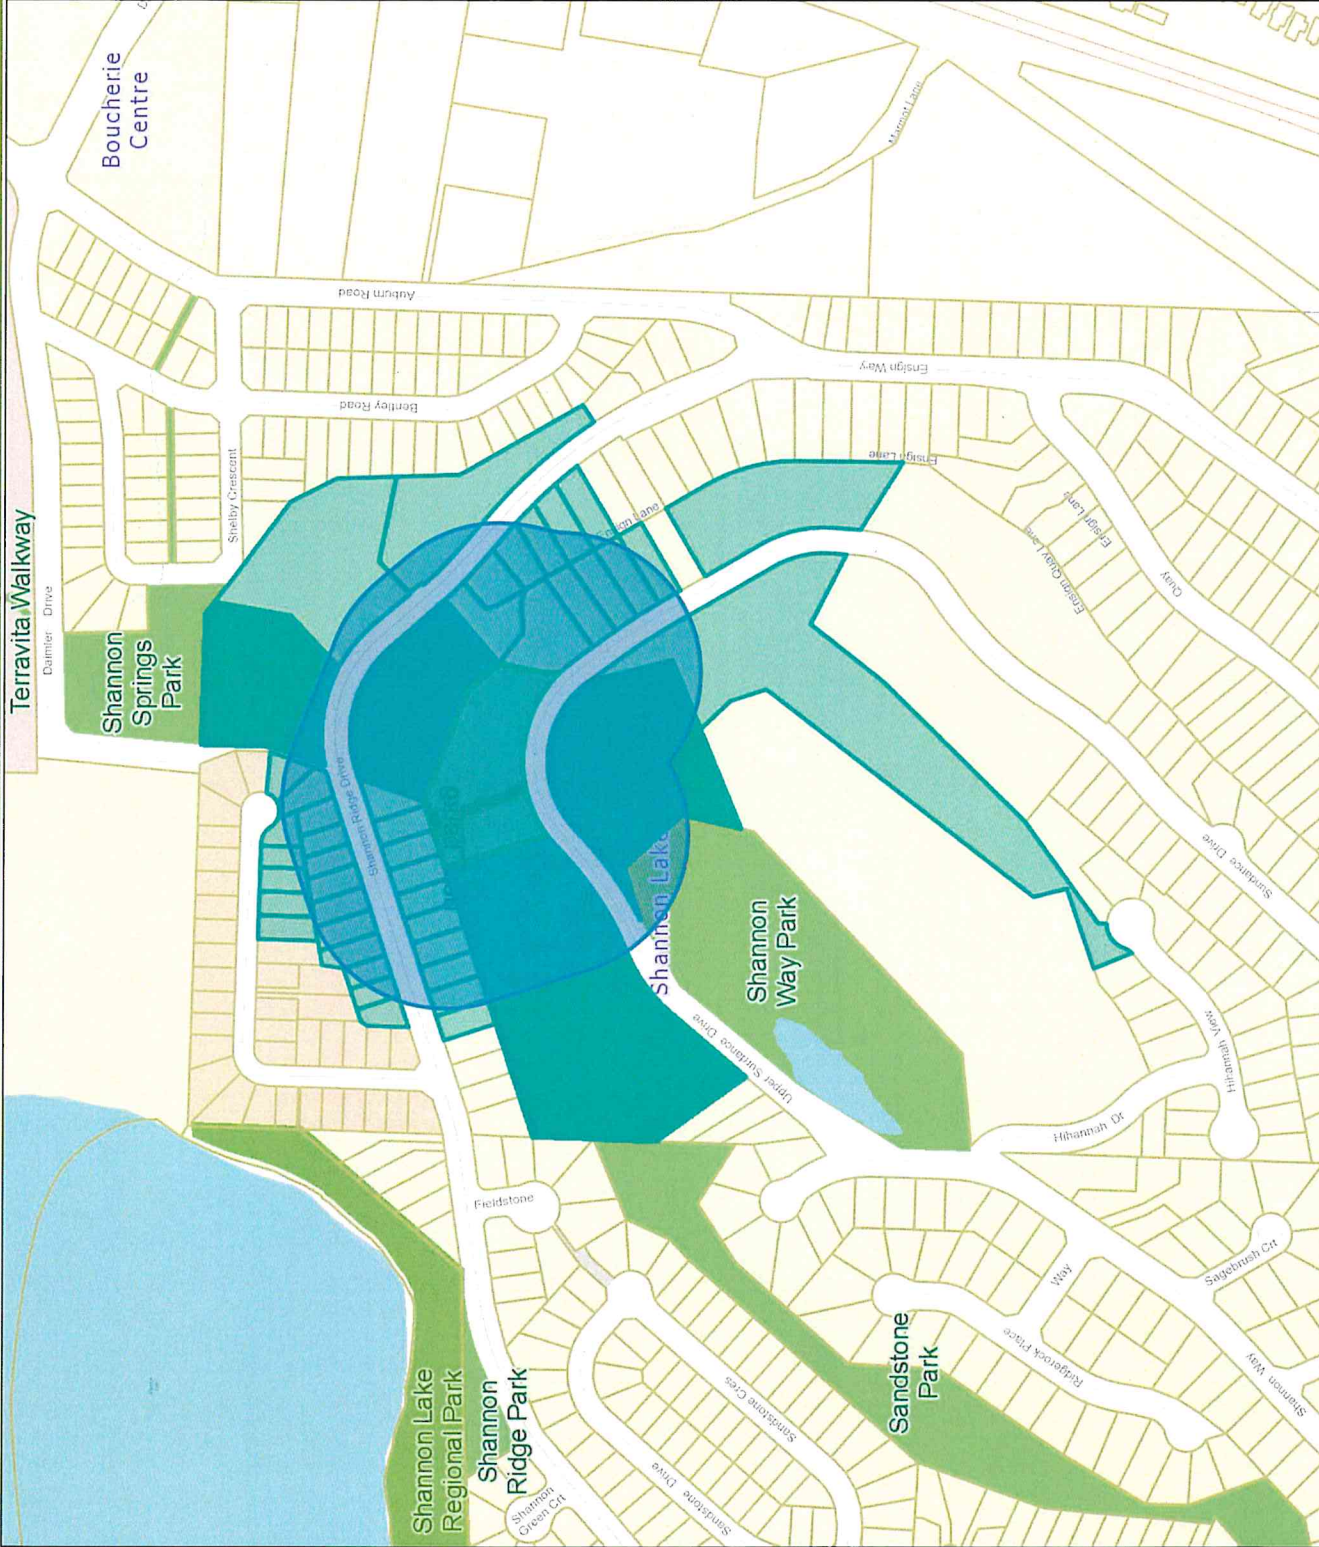 Boucherie
Centre
Marmot Lane
Terravita Walkway
Daimler Drive
Shannon
Springs
Park
Shelby Crescent
Auburn Road
Bentley Road
Ensign Way
Ensign Lane
Ensign Lane
Ensign Lane
Ensign Quay Lane
Quay
Shannon Ridge Drive
Shannon Lake
Shannon
Way Park
Upper Sundance Drive
Sundance Drive
Hihannah View
Hihannah Dr
Fieldstone
Sagebrush Crt
Way
Ridgerock Place
Shannon Way
Sandstone
Park
Sandstone Cres
Sandstone Drive
Shannon Lake
Regional Park
Shannon
Ridge Park
Shannon
Green Crt